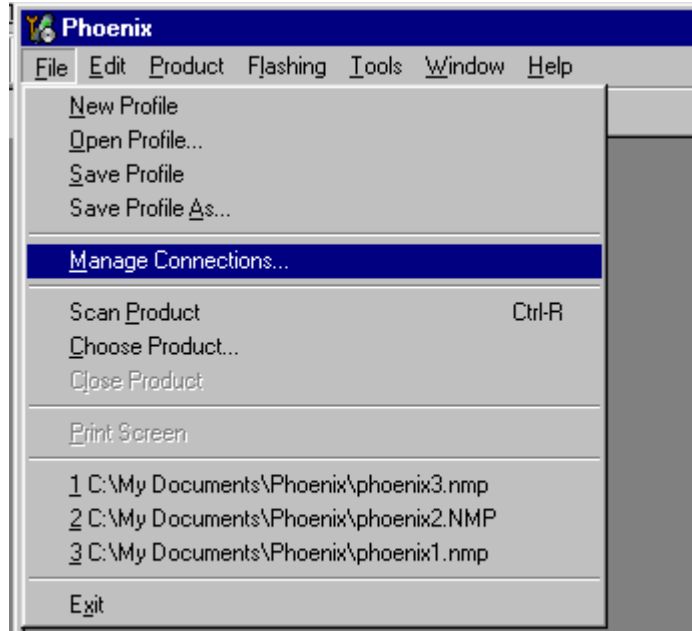 Phoenix
File Edit Product Flashing Tools Window Help
New Profile
Open Profile...
Save Profile
Save Profile As...
Manage Connections...
Scan Product Ctrl-R
Choose Product...
Close Product
Print Screen
1 C:\My Documents\Phoenix\phoenix3.nmp
2 C:\My Documents\Phoenix\phoenix2.NMP
3 C:\My Documents\Phoenix\phoenix1.nmp
Exit